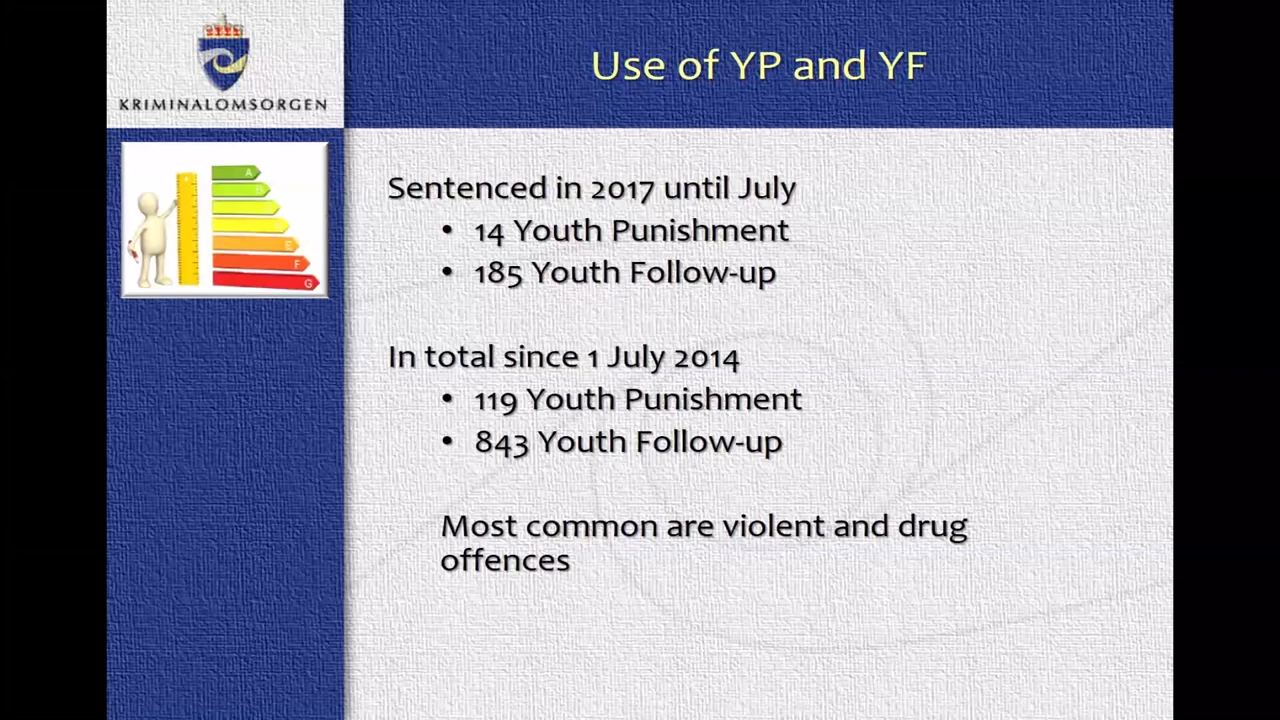 KRIMINALOMSORGEN
Use of YP and YF
A
B
E
F
G
Sentenced in 2017 until July
• 14 Youth Punishment
• 185 Youth Follow-up
In total since 1 July 2014
• 119 Youth Punishment
• 843 Youth Follow-up
Most common are violent and drug
offences